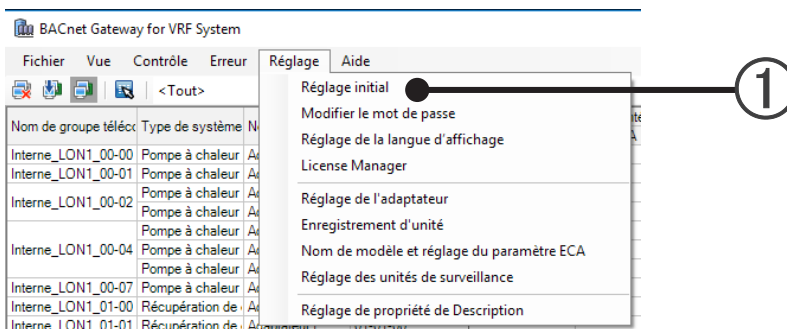 BACnet Gateway for VRF System
Fichier Vue Contrôle Erreur Réglage Aide
<Tout>
Réglage initial
①
Modifier le mot de passe
Réglage de la langue d'affichage
License Manager
Réglage de l'adaptateur
Enregistrement d'unité
Nom de modèle et réglage du paramètre ECA
Réglage des unités de surveillance
Réglage de propriété de Description
Nom de groupe Type de système
Interne_LON1_00-00 Pompe à chaleur
Interne_LON1_00-01 Pompe à chaleur
Interne_LON1_00-02 Pompe à chaleur
Pompe à chaleur
Pompe à chaleur
Interne_LON1_00-04 Pompe à chaleur
Pompe à chaleur
Interne_LON1_00-07 Pompe à chaleur
Interne_LON1_01-00 Récupération de
Interne_LON1_01-01 Récupération de